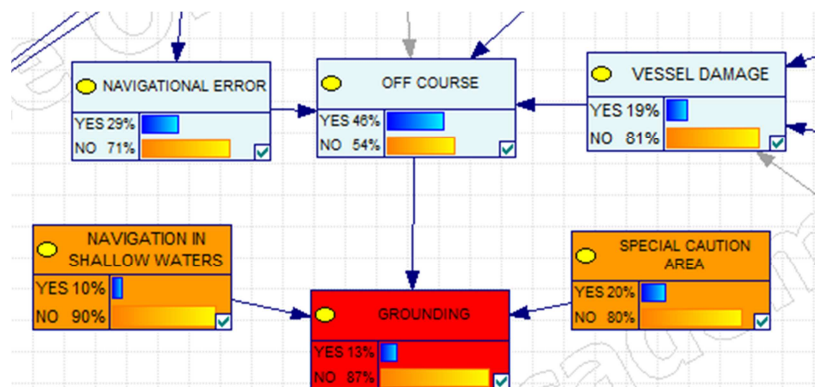 NAVIGATIONAL ERROR
YES 29%
NO 71%
OFF COURSE
YES 46%
NO 54%
VESSEL DAMAGE
YES 19%
NO 81%
NAVIGATION IN
SHALLOW WATERS
YES 10%
NO 90%
SPECIAL CAUTION
AREA
YES 20%
NO 80%
GROUNDING
YES 13%
NO 87%